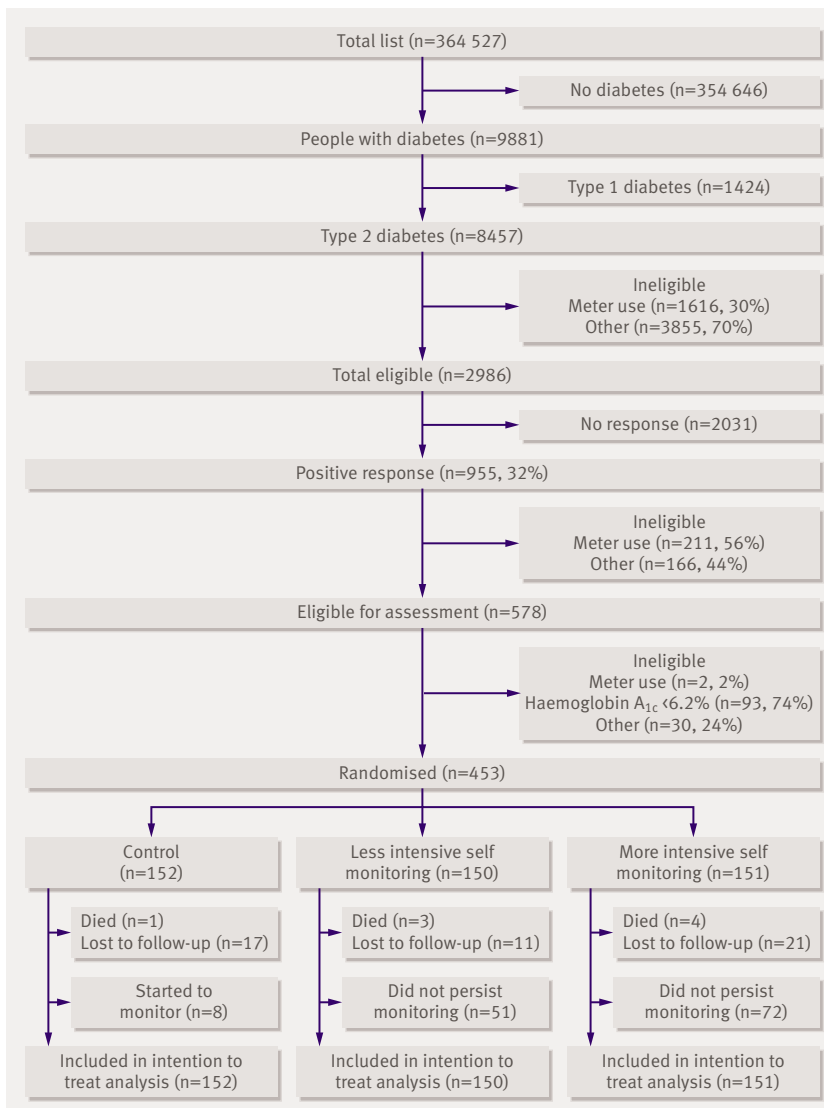 Total list (n=364 527)
No diabetes (n=354 646)
People with diabetes (n=9881)
Type 1 diabetes (n=1424)
Type 2 diabetes (n=8457)
Ineligible
Meter use (n=1616, 30%)
Other (n=3855, 70%)
Total eligible (n=2986)
No response (n=2031)
Positive response (n=955, 32%)
Ineligible
Meter use (n=211, 56%)
Other (n=166, 44%)
Eligible for assessment (n=578)
Ineligible
Meter use (n=2, 2%)
Haemoglobin A1c <6.2% (n=93, 74%)
Other (n=30, 24%)
Randomised (n=453)
Control
(n=152)
Less intensive self
monitoring (n=150)
More intensive self
monitoring (n=151)
Died (n=1)
Lost to follow-up (n=17)
Died (n=3)
Lost to follow-up (n=11)
Died (n=4)
Lost to follow-up (n=21)
Started to
monitor (n=8)
Did not persist
monitoring (n=51)
Did not persist
monitoring (n=72)
Included in intention to
treat analysis (n=152)
Included in intention to
treat analysis (n=150)
Included in intention to
treat analysis (n=151)